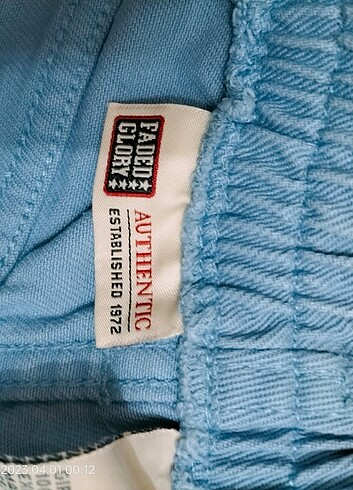 FADED
GLORY
AUTHENTIC
ESTABLISHED 1972
2023.04.01 00:12